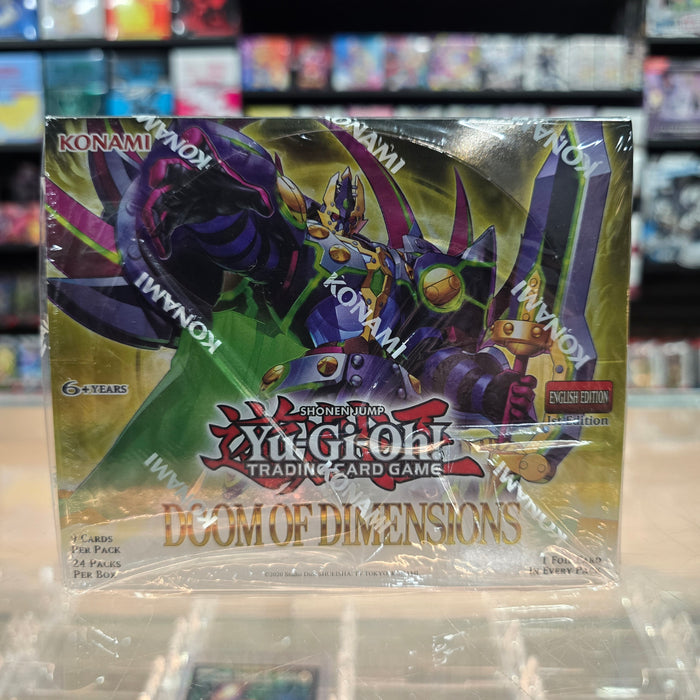 KONAMI
KONAMI
KONAMI
KONAMI
KONAMI
KONAMI
KONAMI
6+YEARS
ENGLISH EDITION
1st Edition
SHONEN JUMP
Yu-Gi-Oh!
TRADING CARD GAME
DOOM OF DIMENSIONS
CARDS
PER PACK
24 PACKS
PER BOX
1 FOIL CARD
IN EVERY PACK